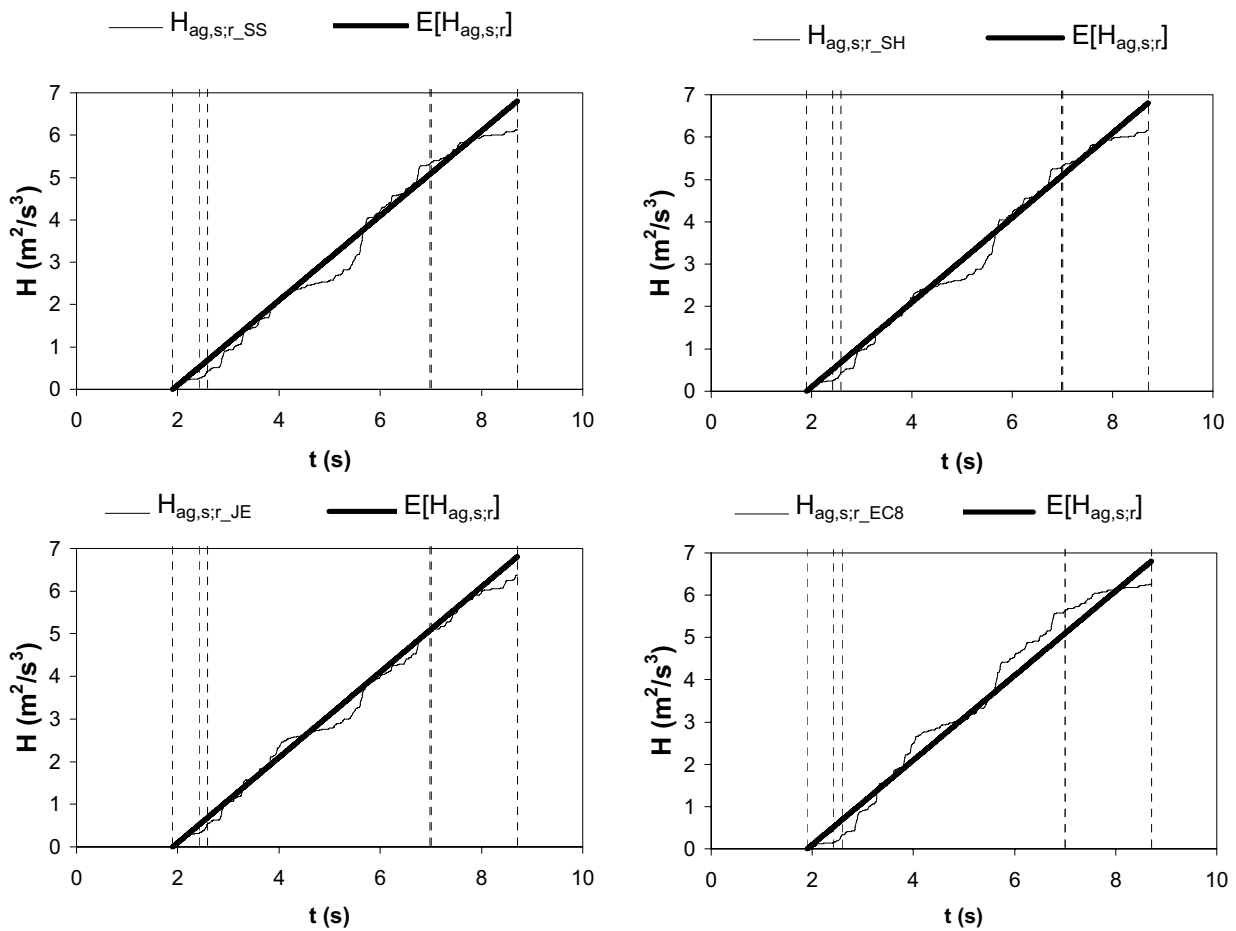 H_ag,s;r_SS E[H_ag,s;r]
7
6
5
4
3
2
1
0
H (m²/s³)
0 2 4 6 8 10
t (s)
H_ag,s;r_SH E[H_ag,s;r]
7
6
5
4
3
2
1
0
H (m²/s³)
0 2 4 6 8 10
t (s)
H_ag,s;r_JE E[H_ag,s;r]
7
6
5
4
3
2
1
0
H (m²/s³)
0 2 4 6 8 10
t (s)
H_ag,s;r_EC8 E[H_ag,s;r]
7
6
5
4
3
2
1
0
H (m²/s³)
0 2 4 6 8 10
t (s)